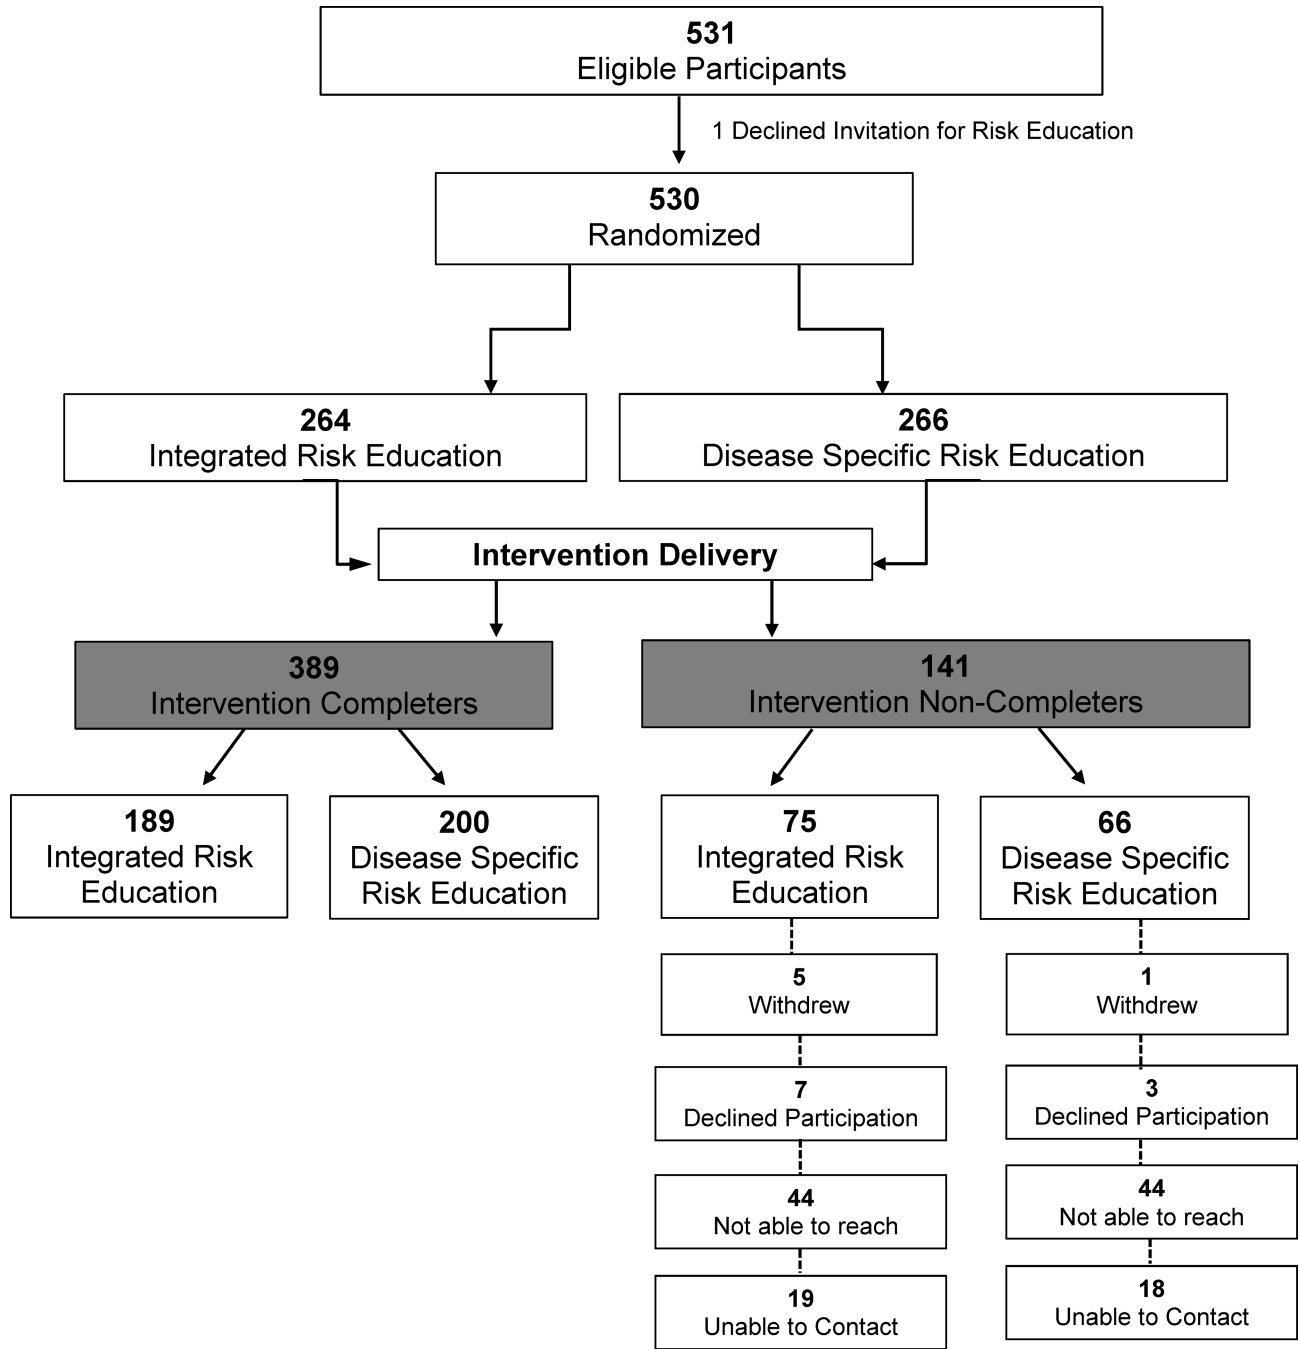 531
Eligible Participants
1 Declined Invitation for Risk Education
530
Randomized
264
Integrated Risk Education
266
Disease Specific Risk Education
Intervention Delivery
389
Intervention Completers
141
Intervention Non-Completers
189
Integrated Risk
Education
200
Disease Specific
Risk Education
75
Integrated Risk
Education
66
Disease Specific
Risk Education
5
Withdrew
1
Withdrew
7
Declined Participation
3
Declined Participation
44
Not able to reach
44
Not able to reach
19
Unable to Contact
18
Unable to Contact